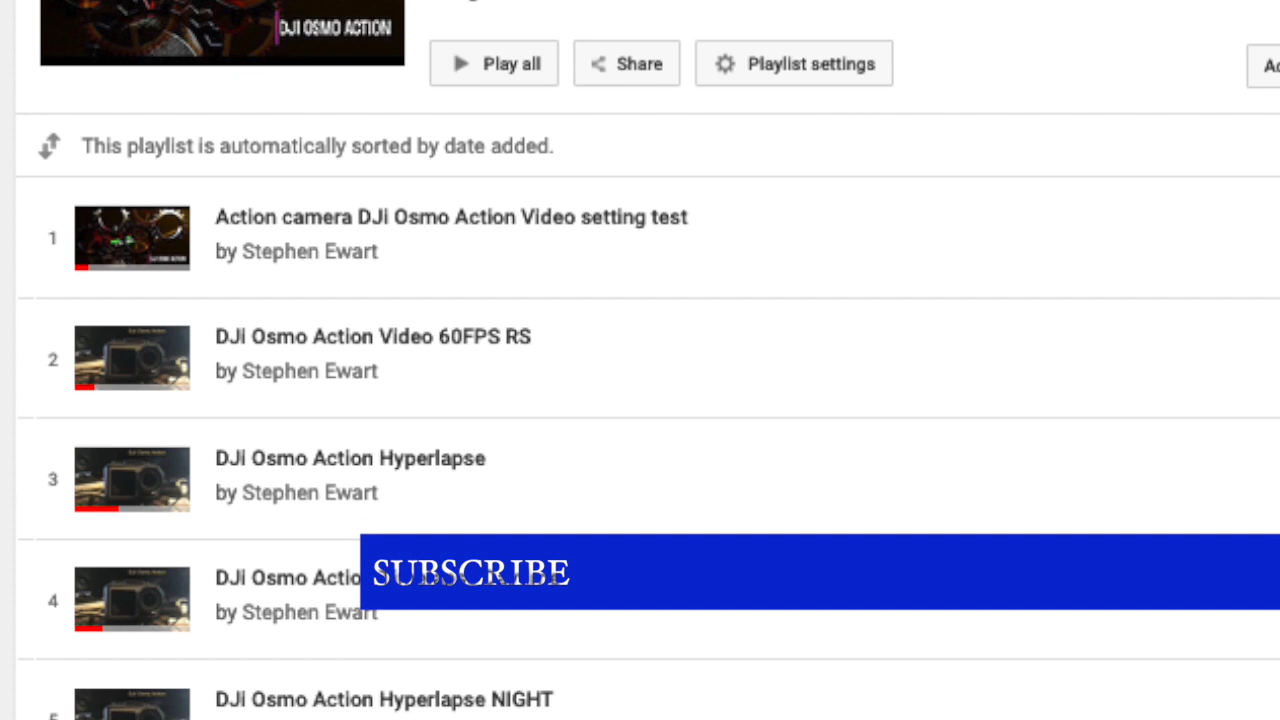 DJI OSMO ACTION
Play all
Share
Playlist settings
This playlist is automatically sorted by date added.
1
Action camera DJi Osmo Action Video setting test
by Stephen Ewart
2
DJi Osmo Action Video 60FPS RS
by Stephen Ewart
3
DJi Osmo Action Hyperlapse
by Stephen Ewart
4
DJi Osmo Actio
SUBSCRIBE
by Stephen Ewart
DJi Osmo Action Hyperlapse NIGHT